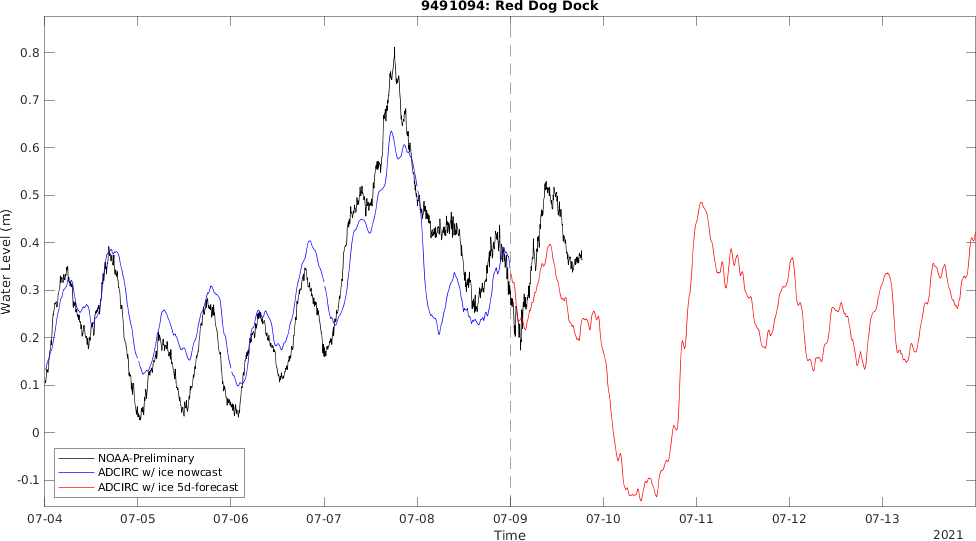 9491094: Red Dog Dock
Water Level (m)
0.8
0.7
0.6
0.5
0.4
0.3
0.2
0.1
0
-0.1
NOAA-Preliminary
ADCIRC w/ ice nowcast
ADCIRC w/ ice 5d-forecast
07-04 07-05 07-06 07-07 07-08 07-09 07-10 07-11 07-12 07-13
Time
2021